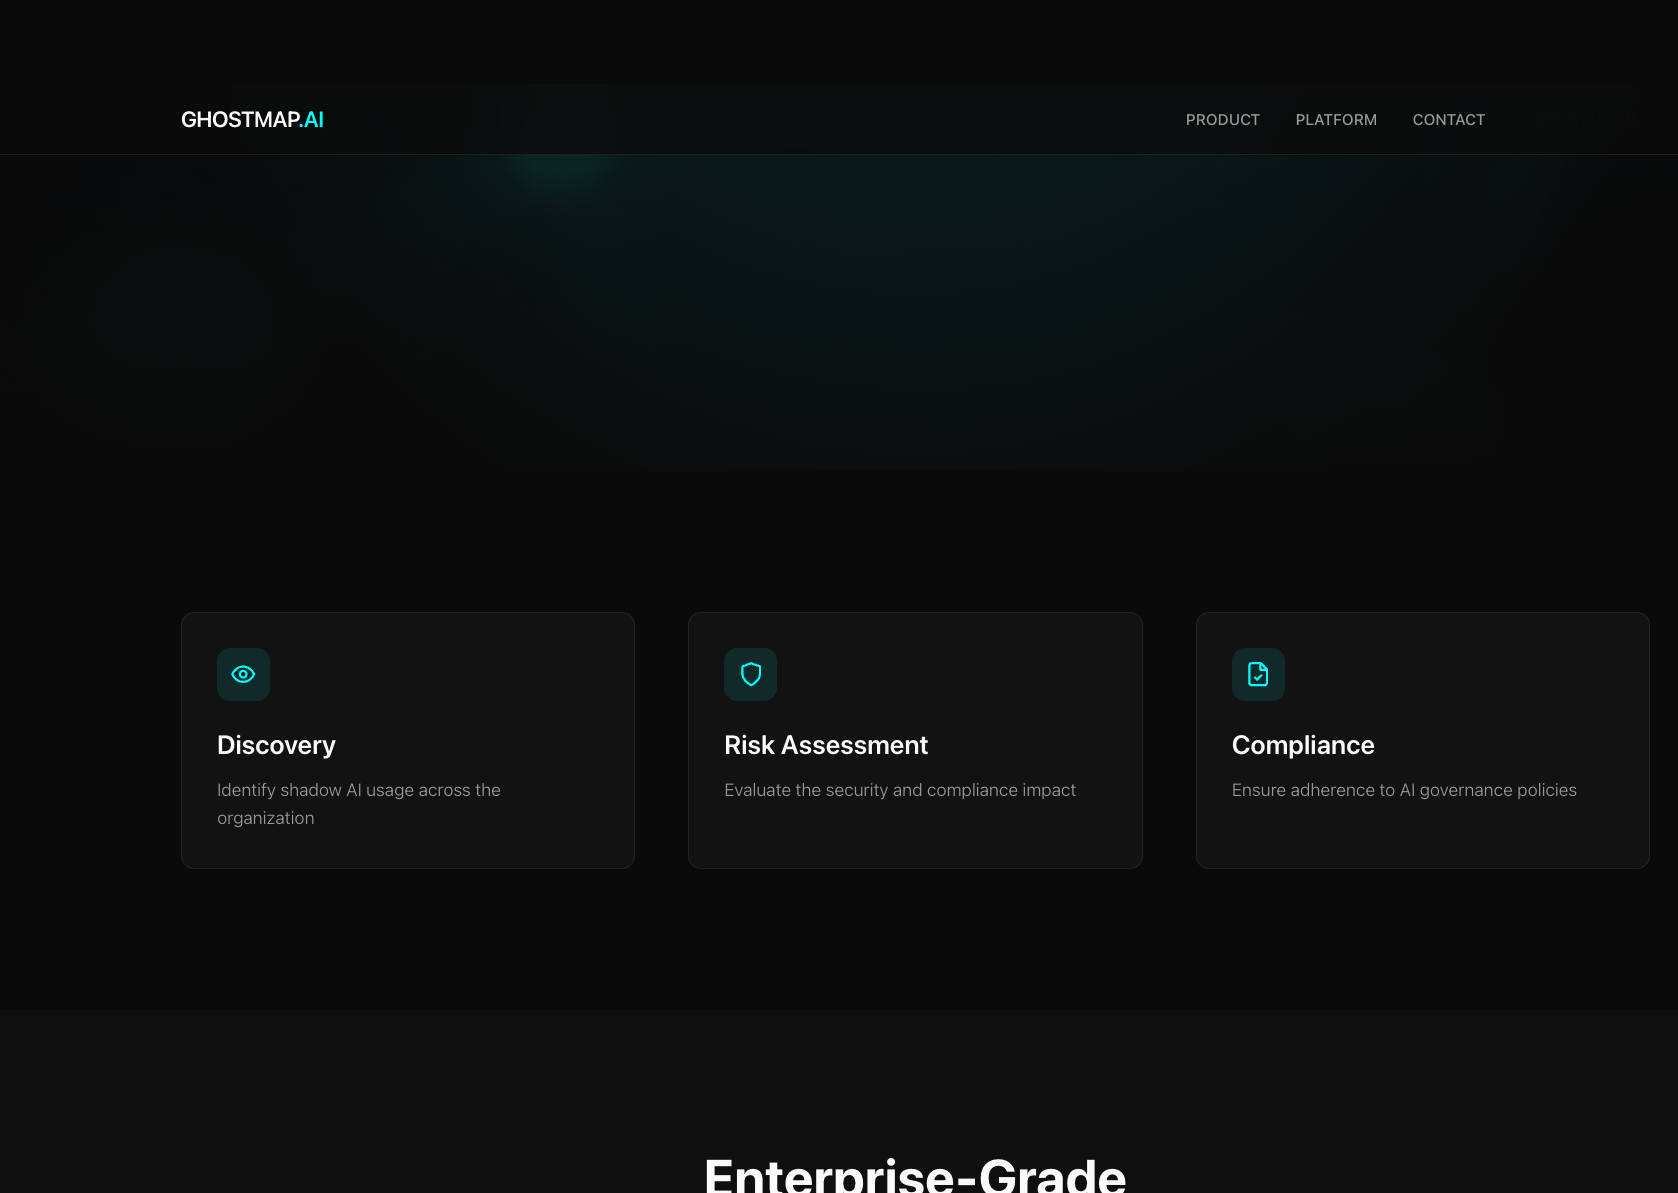 GHOSTMAP.AI
PRODUCT
PLATFORM
CONTACT
Discovery
Identify shadow AI usage across the
organization
Risk Assessment
Evaluate the security and compliance impact
Compliance
Ensure adherence to AI governance policies
Enterprise-Grade